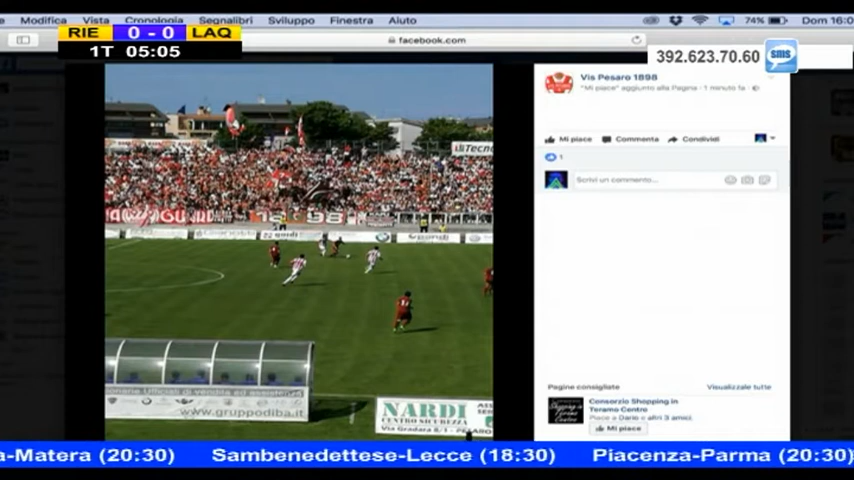 Modifica Vista Cronologia Segnalibri Sviluppo Finestra Aiuto 74% Dom 16:0
RIE 0 - 0 LAQ
1T 05:05
facebook.com
392.623.70.60 sms
Vis Pesaro 1898
"Mi piace" aggiunto alla Pagina · 1 minuto fa ·
Mi piace Commenta Condividi
1
Scrivi un commento...
18 98
www.gruppodiba.it
NARDI
CENTRO SICUREZZA
Via Gradara 8/1 - PESARO
Pagine consigliate Visualizzale tutte
Consorzio Shopping in
Teramo Centro
Piace a Dario e altri 3 amici.
Mi piace
a-Matera (20:30) Sambenedettese-Lecce (18:30) Piacenza-Parma (20:30)